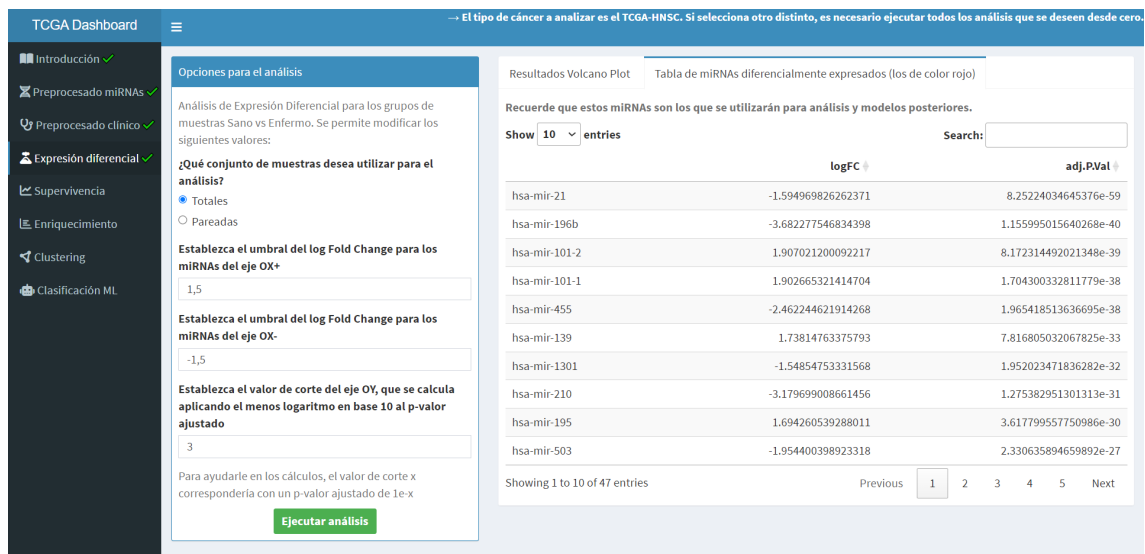 TCGA Dashboard
→ El tipo de cáncer a analizar es el TCGA-HNSC. Si selecciona otro distinto, es necesario ejecutar todos los análisis que se deseen desde cero.
Introducción
Preprocesado miRNAs
Preprocesado clínico
Expresión diferencial
Supervivencia
Enriquecimiento
Clustering
Clasificación ML
Opciones para el análisis
Análisis de Expresión Diferencial para los grupos de
muestras Sano vs Enfermo. Se permite modificar los
siguientes valores:
¿Qué conjunto de muestras desea utilizar para el
análisis?
Totales
Pareadas
Establezca el umbral del log Fold Change para los
miRNAs del eje OX+
1,5
Establezca el umbral del log Fold Change para los
miRNAs del eje OX-
-1,5
Establezca el valor de corte del eje OY, que se calcula
aplicando el menos logaritmo en base 10 al p-valor
ajustado
3
Para ayudarle en los cálculos, el valor de corte x
correspondería con un p-valor ajustado de 1e-x
Ejecutar análisis
Resultados Volcano Plot Tabla de miRNAs diferencialmente expresados (los de color rojo)
Recuerde que estos miRNAs son los que se utilizarán para análisis y modelos posteriores.
Show 10 entries Search:
logFC adj.P.Val
hsa-mir-21 -1.594969826262371 8.25224034645376e-59
hsa-mir-196b -3.682277546834398 1.155995015640268e-40
hsa-mir-101-2 1.907021200092217 8.172314492021348e-39
hsa-mir-101-1 1.902665321414704 1.704300332811779e-38
hsa-mir-455 -2.462244621914268 1.965418513636695e-38
hsa-mir-139 1.73814763375793 7.816805032067825e-33
hsa-mir-1301 -1.54854753331568 1.952023471836282e-32
hsa-mir-210 -3.179699008661456 1.275382951301313e-31
hsa-mir-195 1.694260539288011 3.617799557750986e-30
hsa-mir-503 -1.954400398923318 2.330635894659892e-27
Showing 1 to 10 of 47 entries Previous 1 2 3 4 5 Next